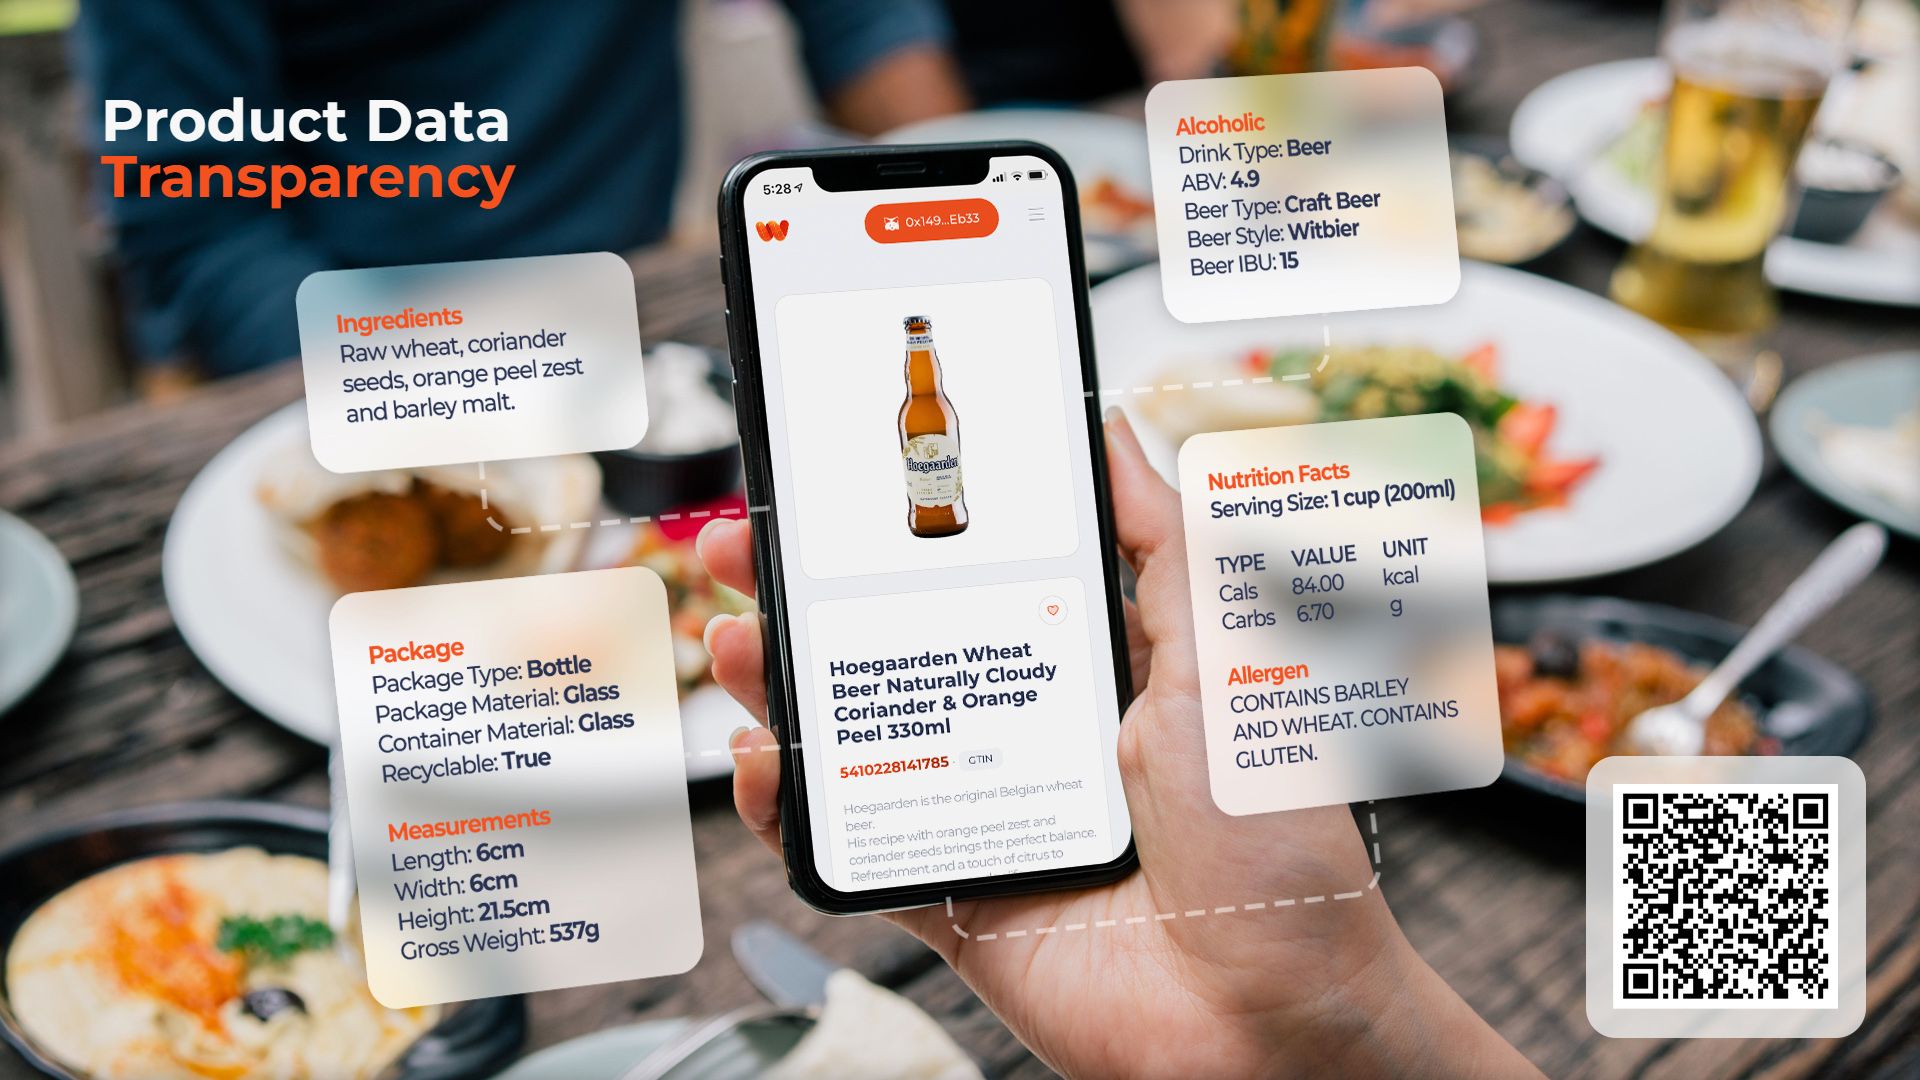 Product Data
Transparency
Ingredients
Raw wheat, coriander
seeds, orange peel zest
and barley malt.
Package
Package Type: Bottle
Package Material: Glass
Container Material: Glass
Recyclable: True
Measurements
Length: 6cm
Width: 6cm
Height: 21.5cm
Gross Weight: 537g
5:28
0x149...Eb33
Hoegaarden
Hoegaarden Wheat
Beer Naturally Cloudy
Coriander & Orange
Peel 330ml
5410228141785 · GTIN
Hoegaarden is the original Belgian wheat
beer.
His recipe with orange peel zest and
coriander seeds brings the perfect balance.
Refreshment and a touch of citrus to
Alcoholic
Drink Type: Beer
ABV: 4.9
Beer Type: Craft Beer
Beer Style: Witbier
Beer IBU: 15
Nutrition Facts
Serving Size: 1 cup (200ml)
TYPE VALUE UNIT
Cals 84.00 kcal
Carbs 6.70 g
Allergen
CONTAINS BARLEY
AND WHEAT. CONTAINS
GLUTEN.